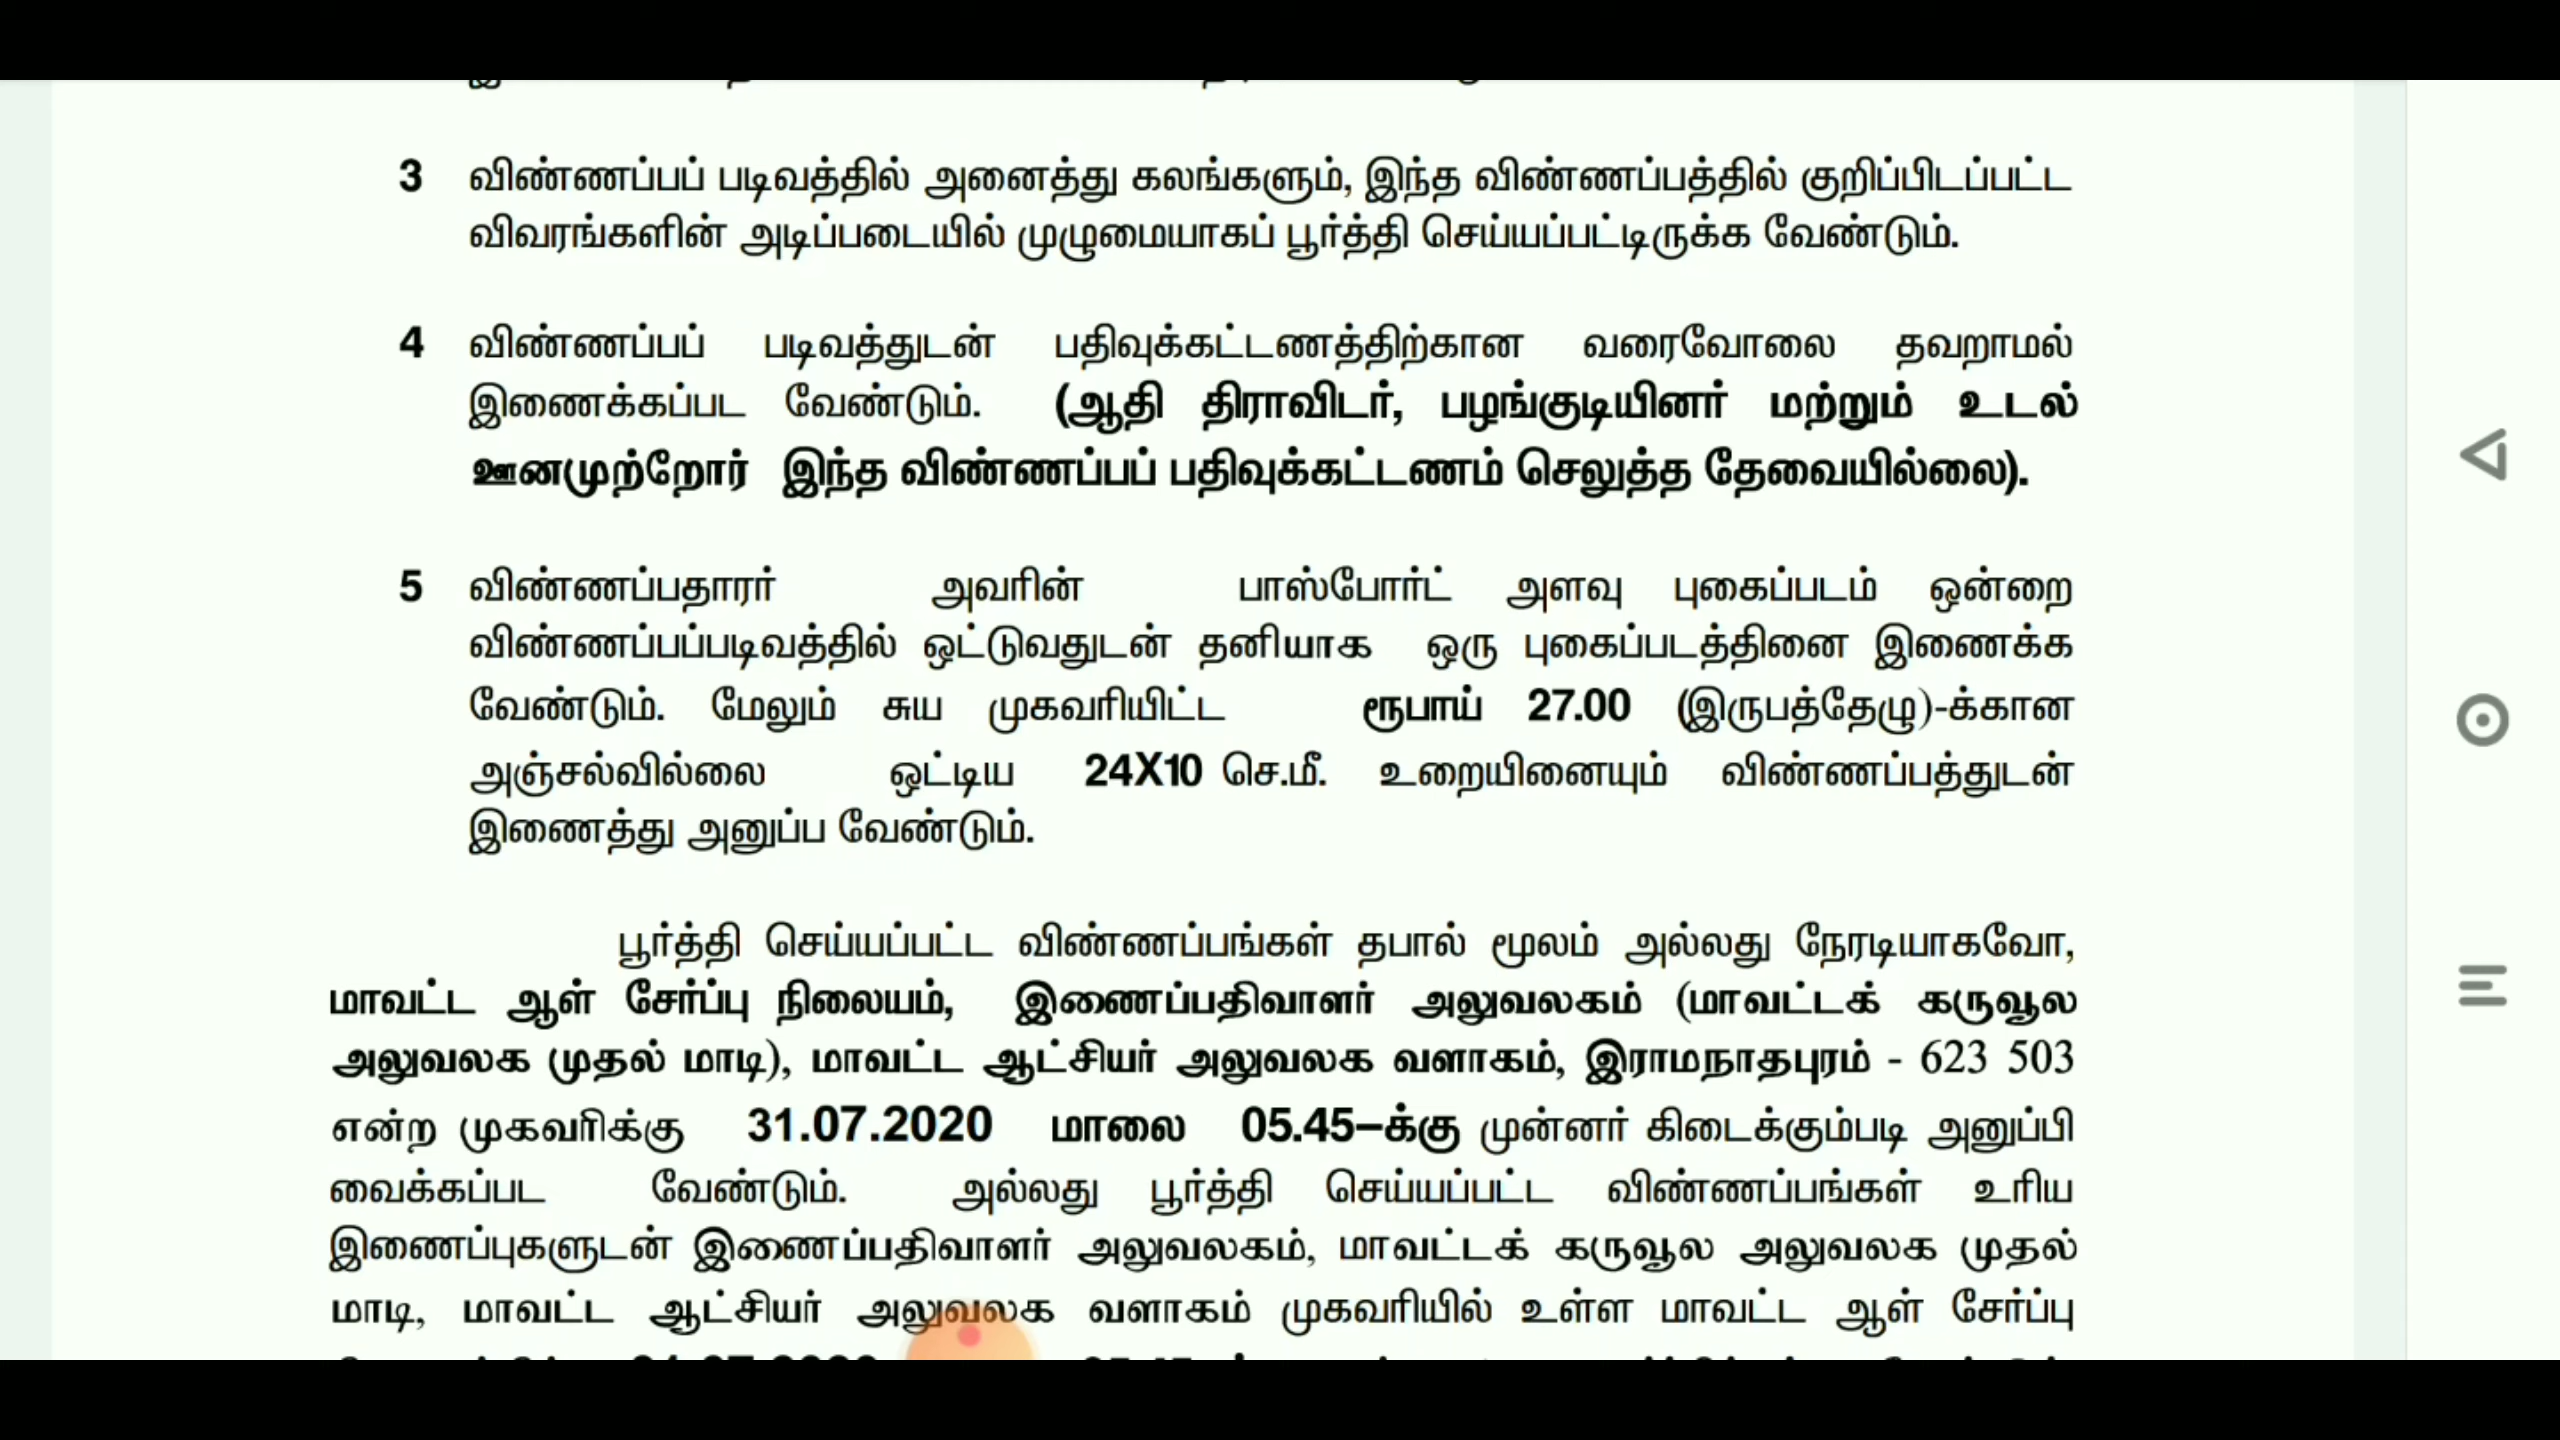 3 விண்ணப்பப் படிவத்தில் அனைத்து கலங்களும், இந்த விண்ணப்பத்தில் குறிப்பிடப்பட்ட
விவரங்களின் அடிப்படையில் முழுமையாகப் பூர்த்தி செய்யப்பட்டிருக்க வேண்டும்.
4 விண்ணப்பப் படிவத்துடன் பதிவுக்கட்டணத்திற்கான வரைவோலை தவறாமல்
இணைக்கப்பட வேண்டும். (ஆதி திராவிடர், பழங்குடியினர் மற்றும் உடல்
ஊனமுற்றோர் இந்த விண்ணப்பப் பதிவுக்கட்டணம் செலுத்த தேவையில்லை).
5 விண்ணப்பதாரர் அவரின் பாஸ்போர்ட் அளவு புகைப்படம் ஒன்றை
விண்ணப்பப்படிவத்தில் ஒட்டுவதுடன் தனியாக ஒரு புகைப்படத்தினை இணைக்க
வேண்டும். மேலும் சுய முகவரியிட்ட ரூபாய் 27.00 (இருபத்தேழு)-க்கான
அஞ்சல்வில்லை ஒட்டிய 24X10 செ.மீ. உறையினையும் விண்ணப்பத்துடன்
இணைத்து அனுப்ப வேண்டும்.
பூர்த்தி செய்யப்பட்ட விண்ணப்பங்கள் தபால் மூலம் அல்லது நேரடியாகவோ,
மாவட்ட ஆள் சேர்ப்பு நிலையம், இணைப்பதிவாளர் அலுவலகம் (மாவட்டக் கருவூல
அலுவலக முதல் மாடி), மாவட்ட ஆட்சியர் அலுவலக வளாகம், இராமநாதபுரம் - 623 503
என்ற முகவரிக்கு 31.07.2020 மாலை 05.45–க்கு முன்னர் கிடைக்கும்படி அனுப்பி
வைக்கப்பட வேண்டும். அல்லது பூர்த்தி செய்யப்பட்ட விண்ணப்பங்கள் உரிய
இணைப்புகளுடன் இணைப்பதிவாளர் அலுவலகம், மாவட்டக் கருவூல அலுவலக முதல்
மாடி, மாவட்ட ஆட்சியர் அலுவலக வளாகம் முகவரியில் உள்ள மாவட்ட ஆள் சேர்ப்பு